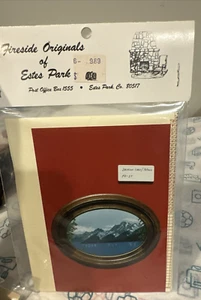 Fireside Originals
of
Estes Park
Post Office Box 1555 • Estes Park, Co. 80517